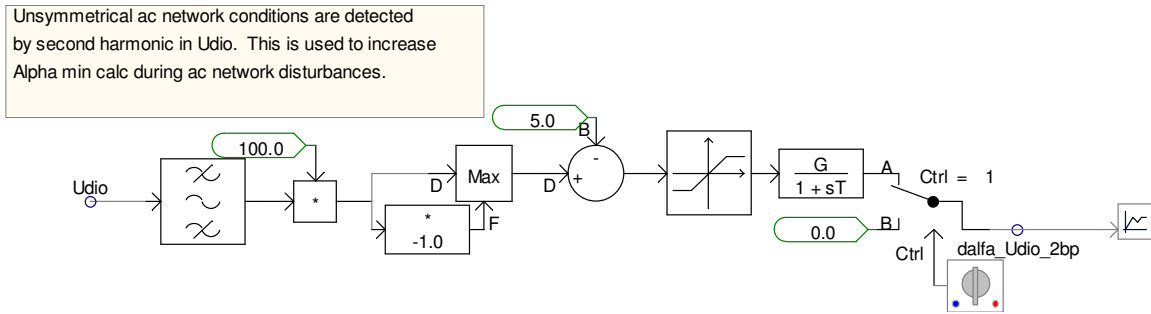 Unsymmetrical ac network conditions are detected
by second harmonic in Udio. This is used to increase
Alpha min calc during ac network disturbances.
5.0
B
100.0
Udio
*
D
Max
D
+
-
G
1 + sT
A
Ctrl = 1
*
-1.0
F
0.0
B
Ctrl
dalfa_Udio_2bp